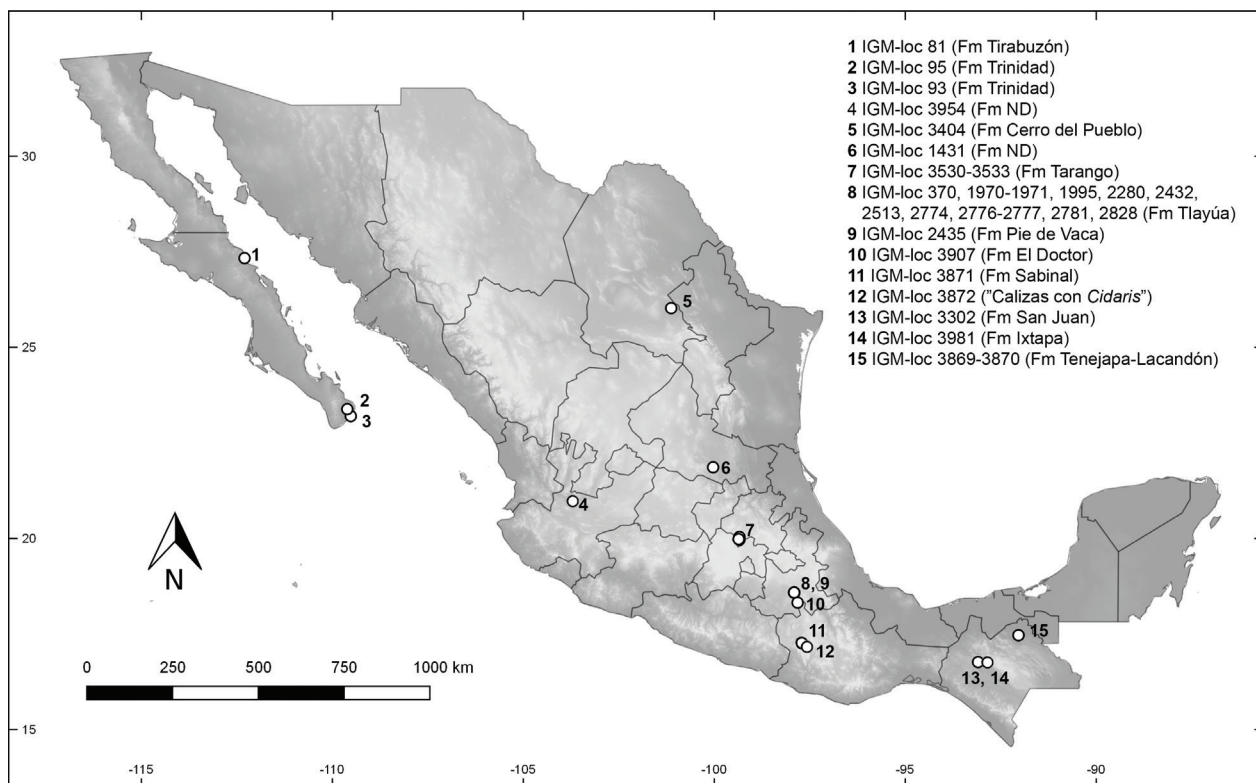 1 IGM-loc 81 (Fm Tirabuzón)
2 IGM-loc 95 (Fm Trinidad)
3 IGM-loc 93 (Fm Trinidad)
4 IGM-loc 3954 (Fm ND)
5 IGM-loc 3404 (Fm Cerro del Pueblo)
6 IGM-loc 1431 (Fm ND)
7 IGM-loc 3530-3533 (Fm Tarango)
8 IGM-loc 370, 1970-1971, 1995, 2280, 2432,
2513, 2774, 2776-2777, 2781, 2828 (Fm Tlayúa)
9 IGM-loc 2435 (Fm Pie de Vaca)
10 IGM-loc 3907 (Fm El Doctor)
11 IGM-loc 3871 (Fm Sabinal)
12 IGM-loc 3872 (”Calizas con Cidaris”)
13 IGM-loc 3302 (Fm San Juan)
14 IGM-loc 3981 (Fm Ixtapa)
15 IGM-loc 3869-3870 (Fm Tenejapa-Lacandón)
30
25
20
15
1
5
2
3
6
4
7
8, 9
10
11
12
15
13, 14
N
0 250 500 750 1000 km
-115 -110 -105 -100 -95 -90